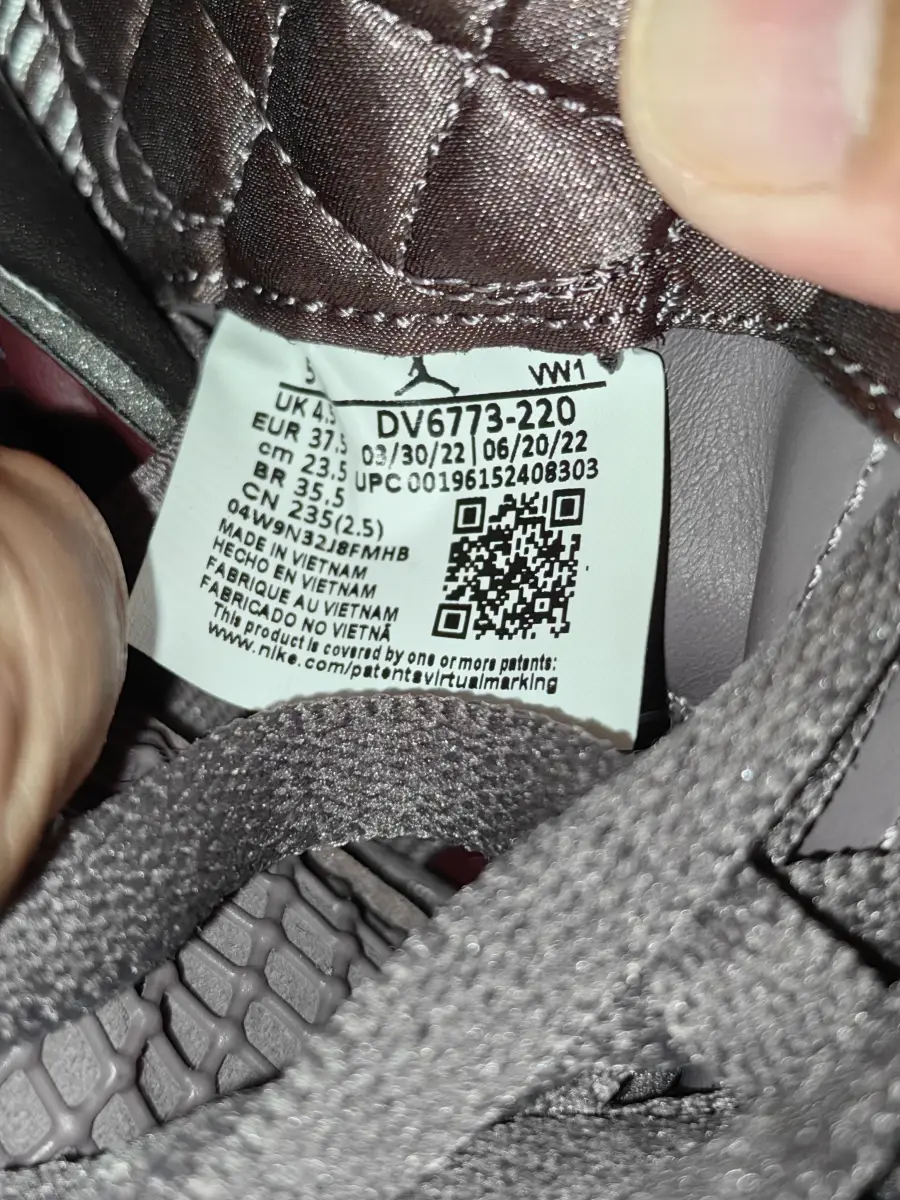 5
VW1
UK 4.5
EUR 37.5
cm 23.5
BR 35.5
CN 235(2.5)
04W9N32J8FMHB
DV6773-220
03/30/22|06/20/22
UPC 00196152408303
MADE IN VIETNAM
HECHO EN VIETNAM
FABRIQUE AU VIETNAM
FABRICADO NO VIETNÃ
This product is covered by one or more patents:
www.nike.com/patentsvirtualmarking